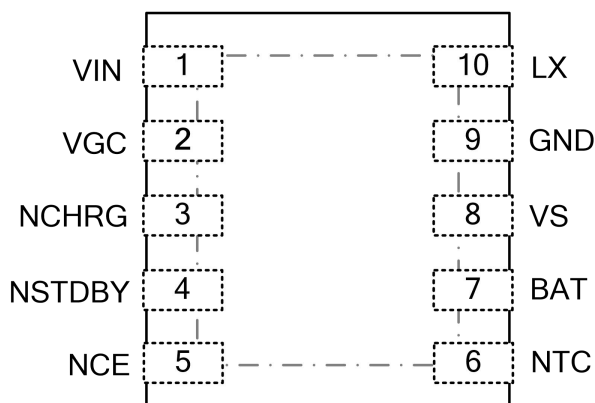 VIN 1 10 LX
VGC 2 9 GND
NCHRG 3 8 VS
NSTDBY 4 7 BAT
NCE 5 6 NTC